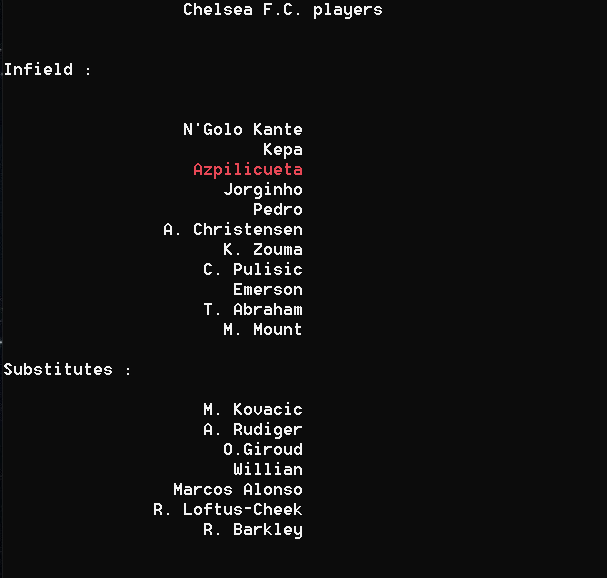 Chelsea F.C. players
Infield :
N'Golo Kante
Kepa
Azpilicueta
Jorginho
Pedro
A. Christensen
K. Zouma
C. Pulisic
Emerson
T. Abraham
M. Mount
Substitutes :
M. Kovacic
A. Rudiger
O.Giroud
Willian
Marcos Alonso
R. Loftus-Cheek
R. Barkley